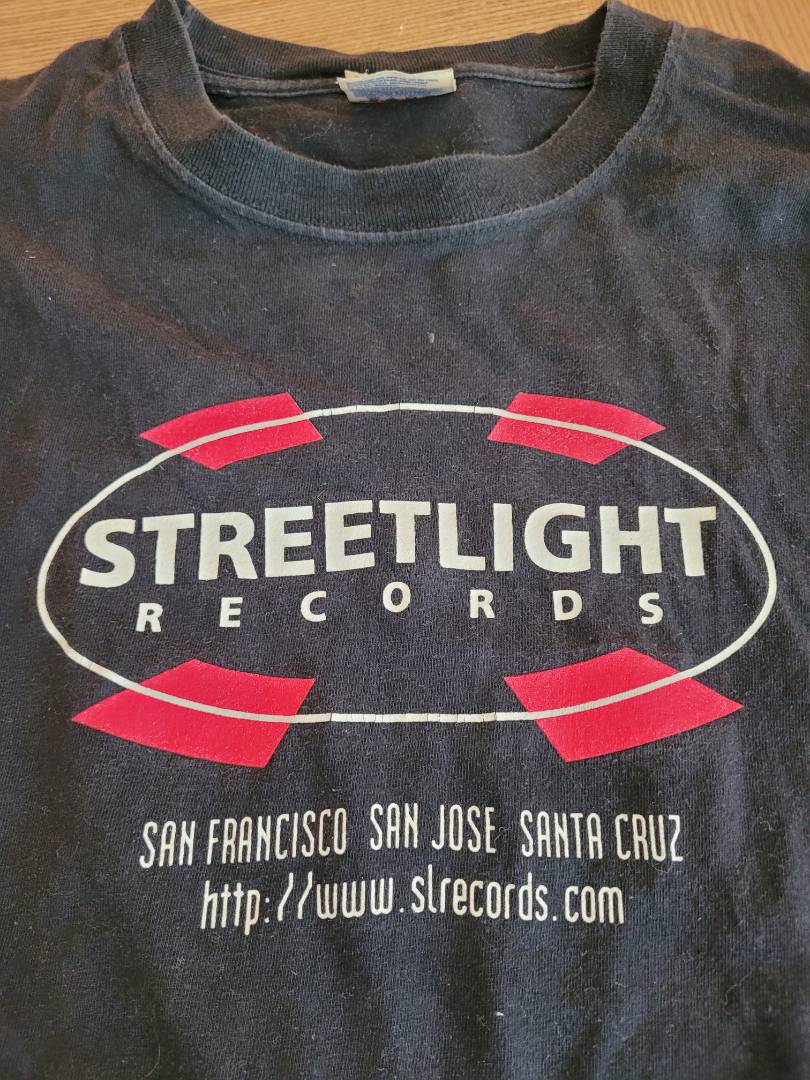 STREETLIGHT
RECORDS
SAN FRANCISCO SAN JOSE SANTA CRUZ
http://www.slrecords.com